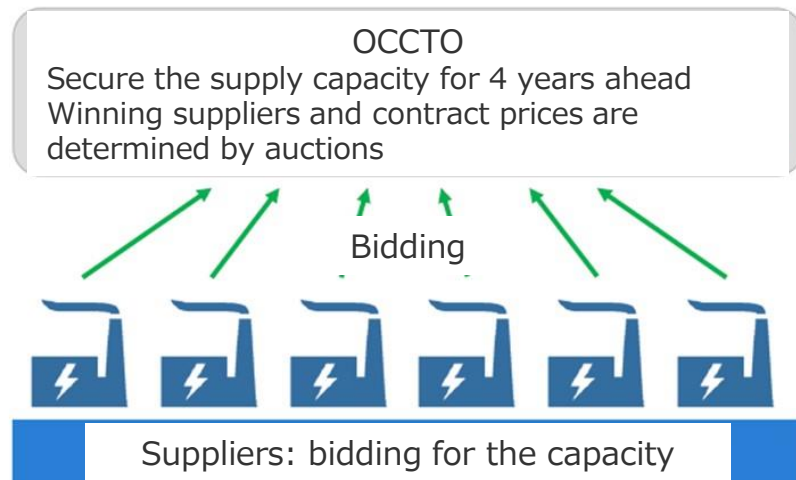 OCCTO
Secure the supply capacity for 4 years ahead
Winning suppliers and contract prices are
determined by auctions
Bidding
Suppliers: bidding for the capacity